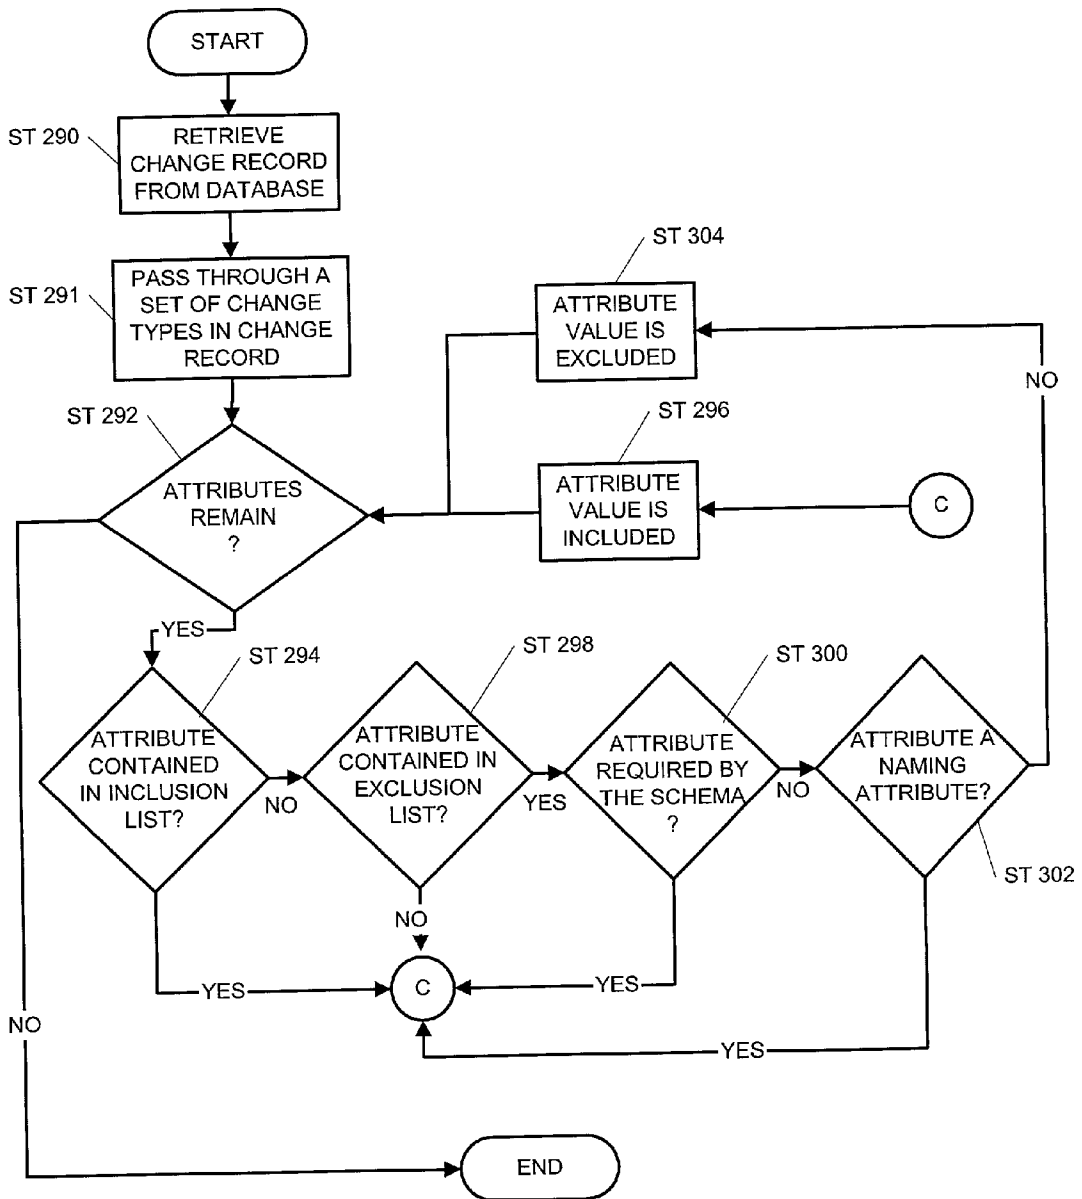 START
ST 290
RETRIEVE
CHANGE RECORD
FROM DATABASE
ST 291
PASS THROUGH A
SET OF CHANGE
TYPES IN CHANGE
RECORD
ST 304
ATTRIBUTE
VALUE IS
EXCLUDED
NO
ST 292
ATTRIBUTES
REMAIN
?
ST 296
ATTRIBUTE
VALUE IS
INCLUDED
C
YES
ST 294
ATTRIBUTE
CONTAINED
IN INCLUSION
LIST?
NO
ST 298
ATTRIBUTE
CONTAINED IN
EXCLUSION
LIST?
YES
ST 300
ATTRIBUTE
REQUIRED BY
THE SCHEMA
?
NO
ATTRIBUTE A
NAMING
ATTRIBUTE?
ST 302
NO
YES
C
YES
NO
YES
END